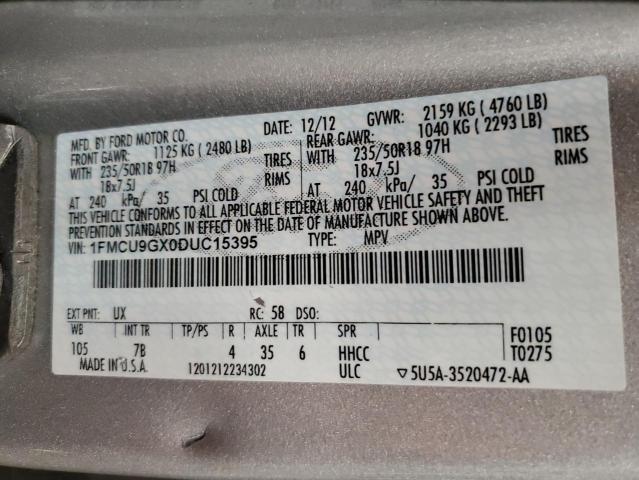 MFD. BY FORD MOTOR CO. DATE: 12/12 GVWR: 2159 KG ( 4760 LB)
FRONT GAWR: 1125 KG ( 2480 LB) REAR GAWR: 1040 KG ( 2293 LB)
WITH 235/50R18 97H TIRES WITH 235/50R18 97H TIRES
18x7.5J RIMS 18x7.5J RIMS
AT 240 kPa/ 35 PSI COLD AT 240 kPa/ 35 PSI COLD
THIS VEHICLE CONFORMS TO ALL APPLICABLE FEDERAL MOTOR VEHICLE SAFETY AND THEFT
PREVENTION STANDARDS IN EFFECT ON THE DATE OF MANUFACTURE SHOWN ABOVE.
VIN: 1FMCU9GX0DUC15395 TYPE: MPV
EXT PNT: UX RC: 58 DSO:
WB INT TR TP/PS R AXLE TR SPR F0105
105 7B 4 35 6 HHCC T0275
MADE IN U.S.A. 1201212234302 ULC ▽5U5A-3520472-AA